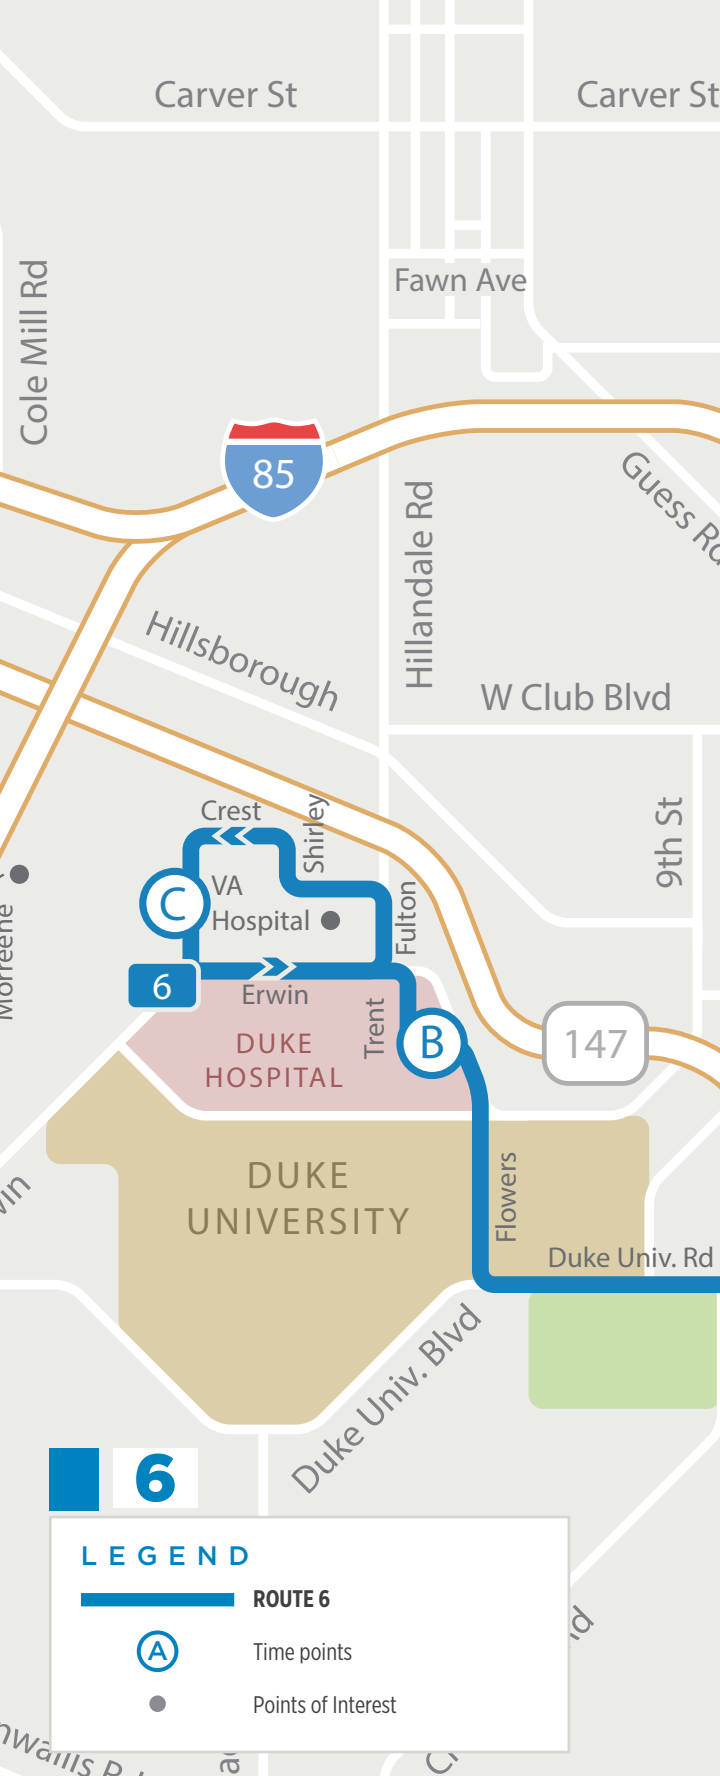 Carver St
Carver St
Cole Mill Rd
Fawn Ave
85
Guess Rd
Hillandale Rd
Hillsborough
W Club Blvd
9th St
Crest
Shirley
VA
Hospital
C
Fulton
6
Erwin
Trent
B
147
DUKE
HOSPITAL
Morreene
DUKE
UNIVERSITY
Flowers
Duke Univ. Rd
Duke Univ. Blvd
6
LEGEND
ROUTE 6
A
Time points
Points of Interest